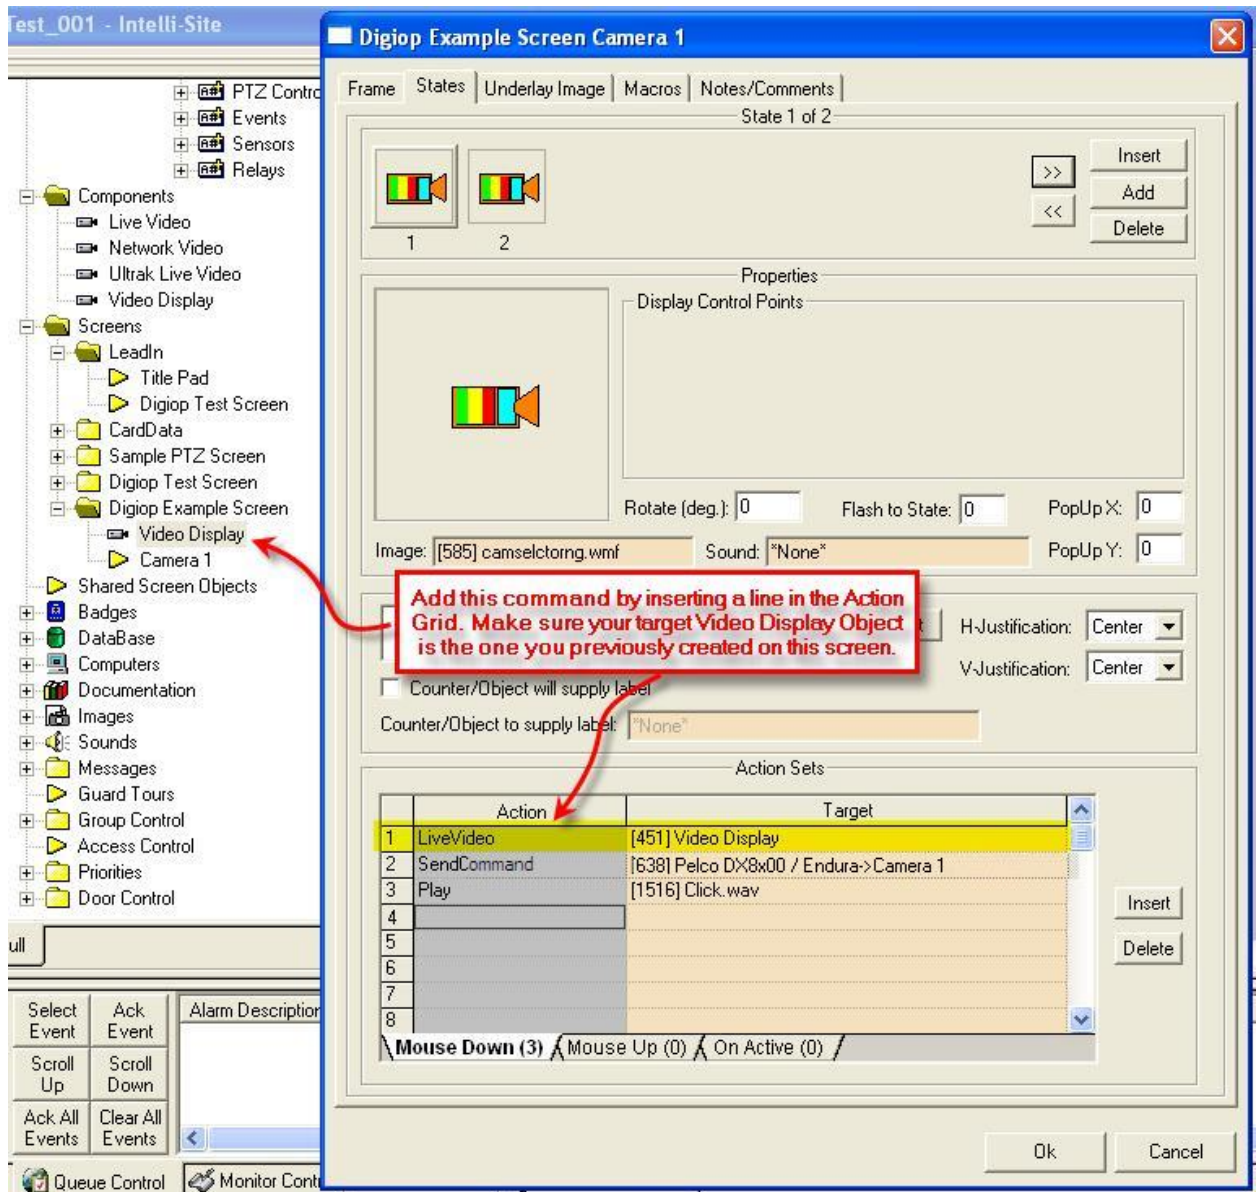 Test_001 - Intelli-Site
PTZ Contro
Events
Sensors
Relays
Components
Live Video
Network Video
Ultrak Live Video
Video Display
Screens
LeadIn
Title Pad
Digiop Test Screen
CardData
Sample PTZ Screen
Digiop Test Screen
Digiop Example Screen
Video Display
Camera 1
Shared Screen Objects
Badges
DataBase
Computers
Documentation
Images
Sounds
Messages
Guard Tours
Group Control
Access Control
Priorities
Door Control
ull
Select Event
Ack Event
Scroll Up
Scroll Down
Ack All Events
Clear All Events
Alarm Description
Queue Control
Monitor Contr
Digiop Example Screen Camera 1
Frame States Underlay Image Macros Notes/Comments
State 1 of 2
1 2
>>
<<
Insert
Add
Delete
Properties
Display Control Points
Rotate (deg.): 0 Flash to State: 0 PopUp X: 0
Image: [585] camselctorng.wmf Sound: *None* PopUp Y: 0
Add this command by inserting a line in the Action
Grid. Make sure your target Video Display Object
is the one you previously created on this screen.
H-Justification: Center
V-Justification: Center
Counter/Object will supply label
Counter/Object to supply label: *None*
Action Sets
Action Target
1 LiveVideo [451] Video Display
2 SendCommand [638] Pelco DX8x00 / Endura->Camera 1
3 Play [1516] Click.wav
4
5
6
7
8
Insert
Delete
Mouse Down (3) Mouse Up (0) On Active (0)
Ok Cancel